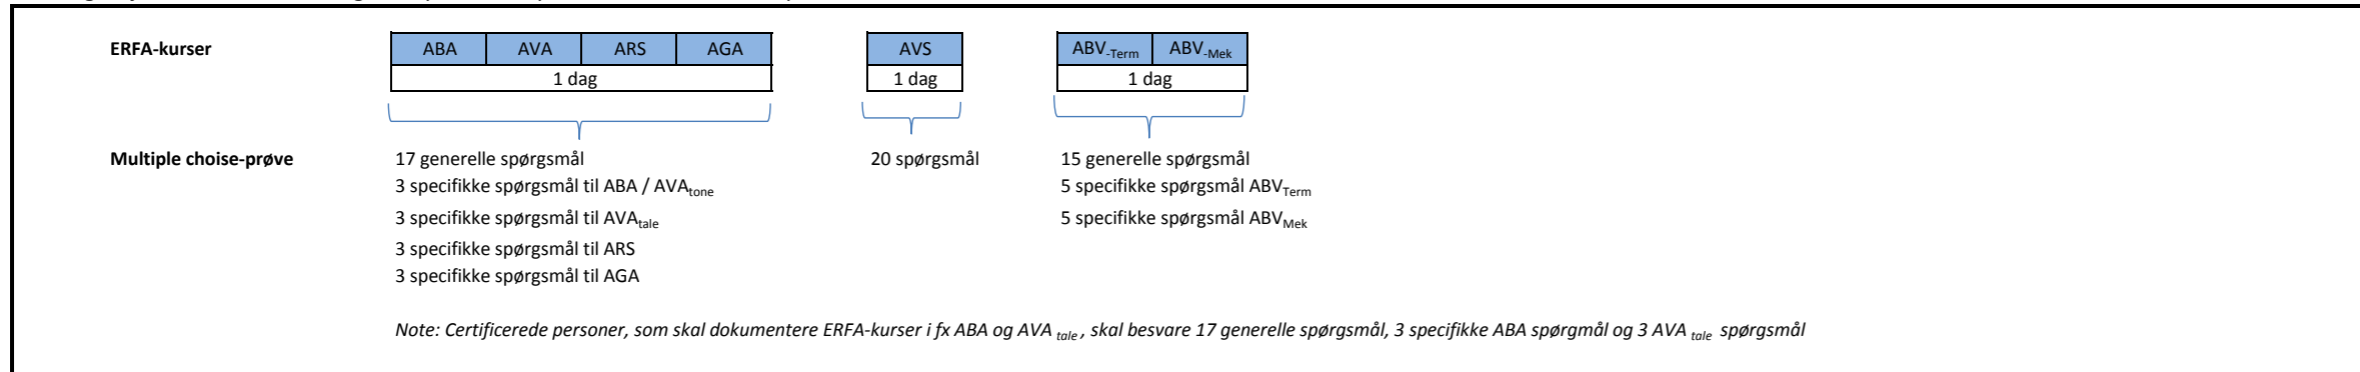 ERFA-kurser ABA AVA ARS AGA AVS ABV-Term ABV-Mek
1 dag 1 dag 1 dag
Multiple choise-prøve 17 generelle spørgsmål 20 spørgsmål 15 generelle spørgsmål
3 specifikke spørgsmål til ABA / AVAtone 5 specifikke spørgsmål ABVTerm
3 specifikke spørgsmål til AVAtale 5 specifikke spørgsmål ABVMek
3 specifikke spørgsmål til ARS
3 specifikke spørgsmål til AGA
Note: Certificerede personer, som skal dokumentere ERFA-kurser i fx ABA og AVA tale , skal besvare 17 generelle spørgsmål, 3 specifikke ABA spørgmål og 3 AVA tale spørgsmål